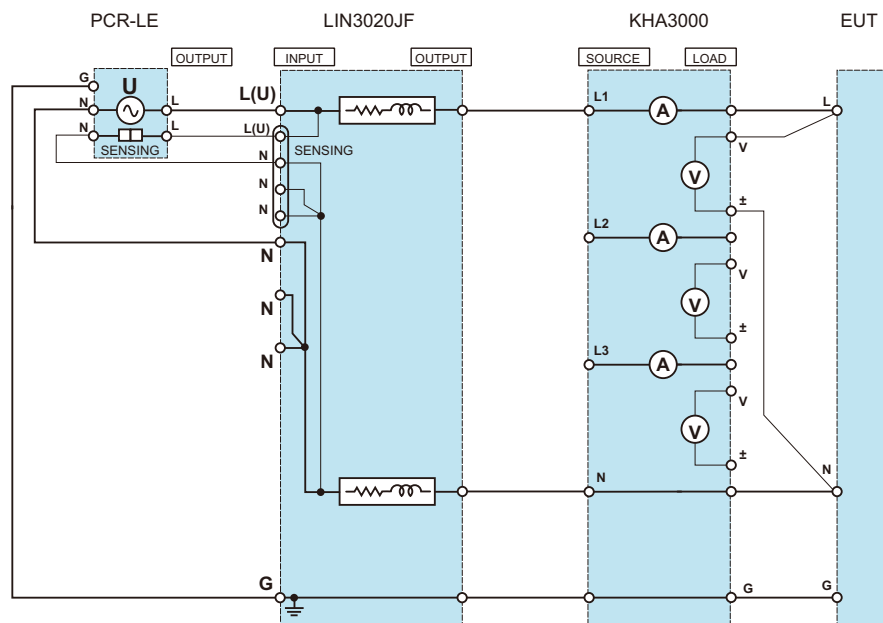 PCR-LE LIN3020JF KHA3000 EUT
OUTPUT INPUT OUTPUT SOURCE LOAD
G
U
N L L(U) L1 A L
N L L(U) V
SENSING N SENSING
V
N
N ±
L2 A
N
V
N V
±
N L3 A
V
V
±
N N
G G G